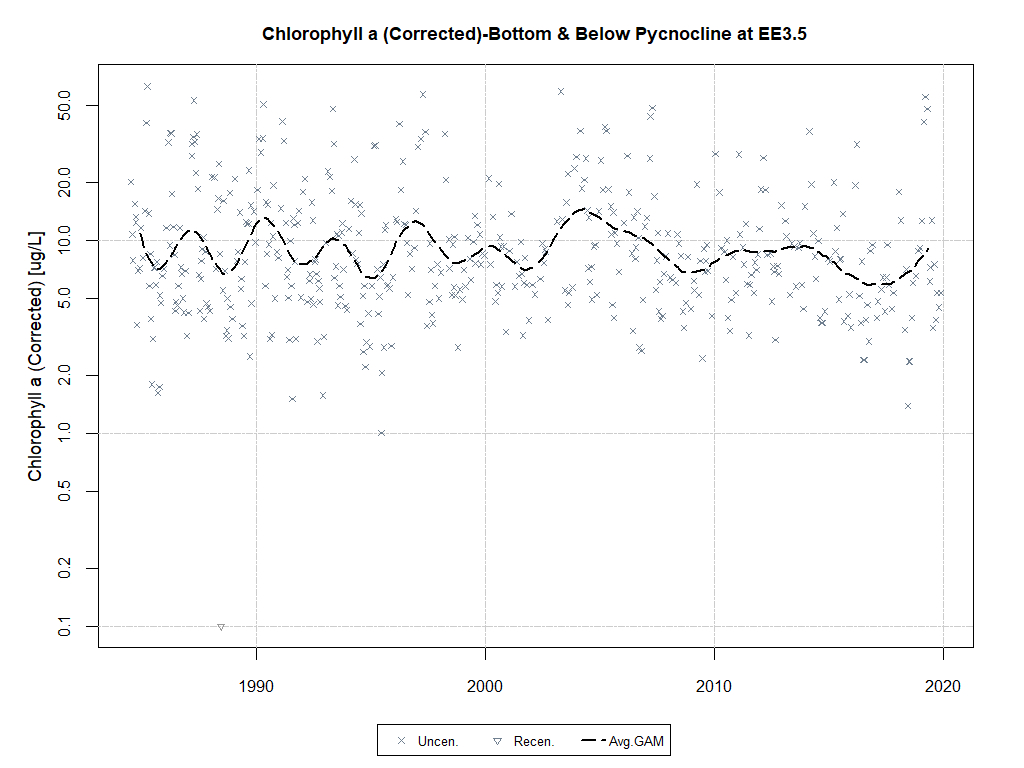 Chlorophyll a (Corrected)-Bottom & Below Pycnocline at EE3.5
Chlorophyll a (Corrected) [ug/L]
50.0
20.0
10.0
5.0
2.0
1.0
0.5
0.2
0.1
1990 2000 2010 2020
Uncen. Recen. Avg.GAM